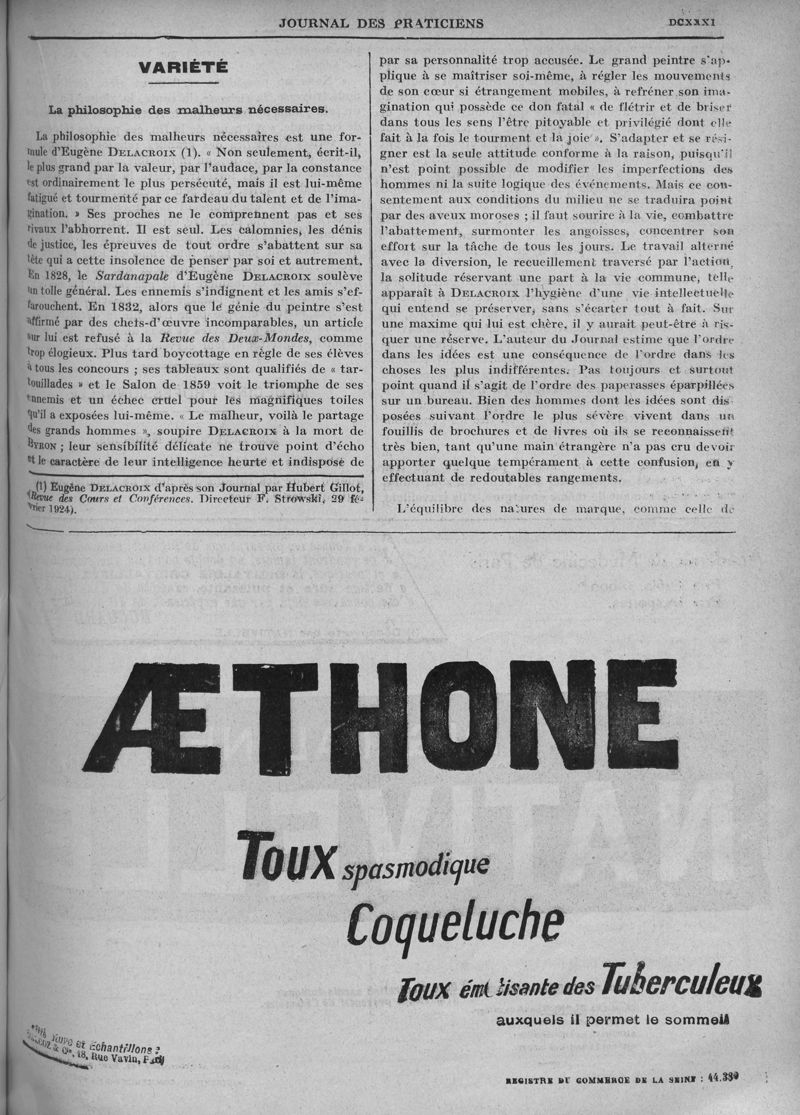 JOURNAL DES PRATICIENS
DCXXXI
VARIÉTÉ
La philosophie des malheurs nécessaires.
La philosophie des malheurs nécessaires est une for-
mule d'Eugène DELACROIX (1). « Non seulement, écrit-il,
le plus grand par la valeur, par l'audace, par la constance
est ordinairement le plus persécuté, mais il est lui-même
fatigué et tourmenté par ce fardeau du talent et de l'ima-
gination. » Ses proches ne le comprennent pas et ses
rivaux l'abhorrent. Il est seul. Les calomnies, les dénis
de justice, les épreuves de tout ordre s'abattent sur sa
tête qui a cette insolence de penser par soi et autrement.
En 1828, le Sardanapale d'Eugène DELACROIX soulève
un tolle général. Les ennemis s'indignent et les amis s'ef-
farouchent. En 1832, alors que le génie du peintre s'est
affirmé par des chefs-d'œuvre incomparables, un article
sur lui est refusé à la Revue des Deux-Mondes, comme
trop élogieux. Plus tard boycottage en règle de ses élèves
à tous les concours ; ses tableaux sont qualifiés de « tar-
touillades » et le Salon de 1859 voit le triomphe de ses
ennemis et un échec cruel pour les magnifiques toiles
qu'il a exposées lui-même. « Le malheur, voilà le partage
des grands hommes », soupire DELACROIX à la mort de
BYRON ; leur sensibilité délicate ne trouve point d'écho
et le caractère de leur intelligence heurte et indispose de
(1) Eugène DELACROIX d'après son Journal par Hubert Gillot,
(Revue des Cours et Conférences. Directeur F. Strowski, 29 fé-
vrier 1924).
par sa personnalité trop accusée. Le grand peintre s'ap-
plique à se maîtriser soi-même, à régler les mouvements
de son cœur si étrangement mobiles, à refréner son ima-
gination qui possède ce don fatal « de flétrir et de briser
dans tous les sens l'être pitoyable et privilégié dont elle
fait à la fois le tourment et la joie ». S'adapter et se rési-
gner est la seule attitude conforme à la raison, puisqu'il
n'est point possible de modifier les imperfections des
hommes ni la suite logique des événements. Mais ce con-
sentement aux conditions du milieu ne se traduira point
par des aveux moroses ; il faut sourire à la vie, combattre
l'abattement, surmonter les angoisses, concentrer son
effort sur la tâche de tous les jours. Le travail alterné
avec la diversion, le recueillement traversé par l'action,
la solitude réservant une part à la vie commune, telle
apparaît à DELACROIX l'hygiène d'une vie intellectuelle
qui entend se préserver, sans s'écarter tout à fait. Sur
une maxime qui lui est chère, il y aurait peut-être à ris-
quer une réserve. L'auteur du Journal estime que l'ordre
dans les idées est une conséquence de l'ordre dans les
choses les plus indifférentes. Pas toujours et surtout
point quand il s'agit de l'ordre des paperasses éparpillées
sur un bureau. Bien des hommes dont les idées sont dis
posées suivant l'ordre le plus sévère vivent dans un
fouillis de brochures et de livres où ils se reconnaissent
très bien, tant qu'une main étrangère n'a pas cru devoir
apporter quelque tempérament à cette confusion, en y
effectuant de redoutables rangements.
L'équilibre des natures de marque, comme celle de
ÆTHONE
Toux spasmodique
Coqueluche
Toux émétisante des Tuberculeux
auxquels il permet le sommeil
et Échantillons :
18, Rue Vavin,
REGISTRE DU COMMERCE DE LA SEINE : 44.339